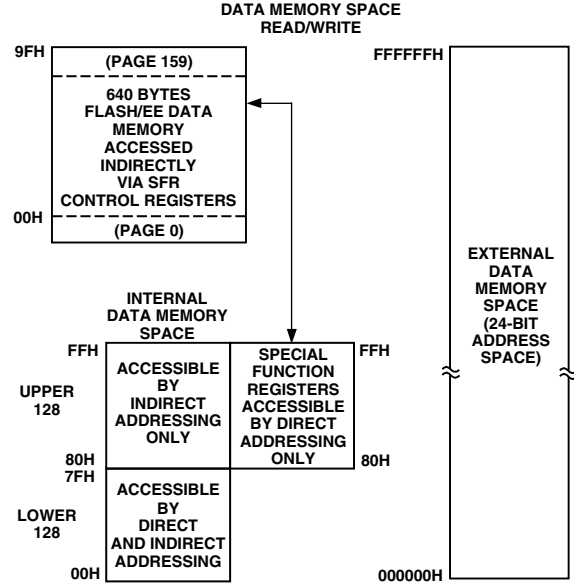 DATA MEMORY SPACE
READ/WRITE
9FH
(PAGE 159)
640 BYTES
FLASH/EE DATA
MEMORY
ACCESSED
INDIRECTLY
VIA SFR
CONTROL REGISTERS
00H
(PAGE 0)
FFFFFFH
EXTERNAL
DATA
MEMORY
SPACE
(24-BIT
ADDRESS
SPACE)
000000H
INTERNAL
DATA MEMORY
SPACE
FFH
ACCESSIBLE
BY
INDIRECT
ADDRESSING
ONLY
UPPER
128
80H
SPECIAL
FUNCTION
REGISTERS
ACCESSIBLE
BY DIRECT
ADDRESSING
ONLY
FFH
80H
7FH
ACCESSIBLE
BY
DIRECT
AND INDIRECT
ADDRESSING
LOWER
128
00H